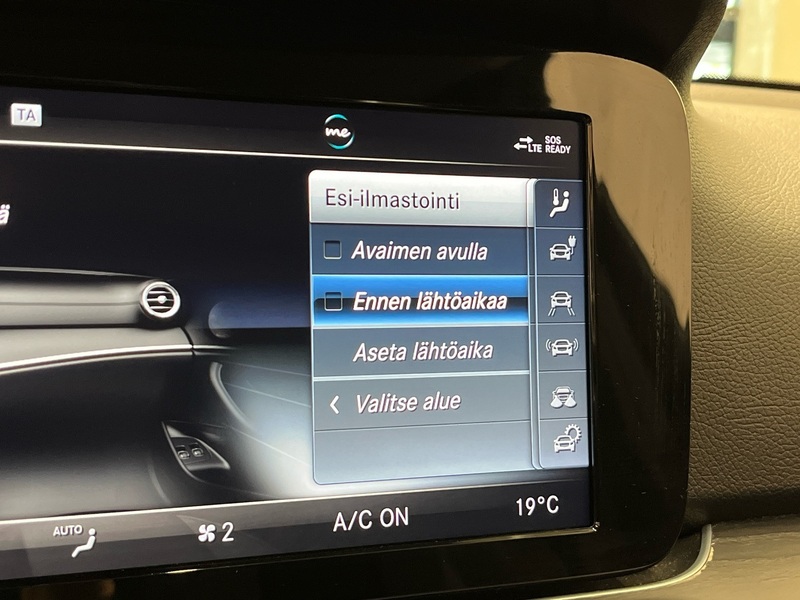 TA
me
LTE
SOS
READY
ä
Esi-ilmastointi
Avaimen avulla
Ennen lähtöaikaa
Aseta lähtöaika
Valitse alue
AUTO
2
A/C ON
19°C